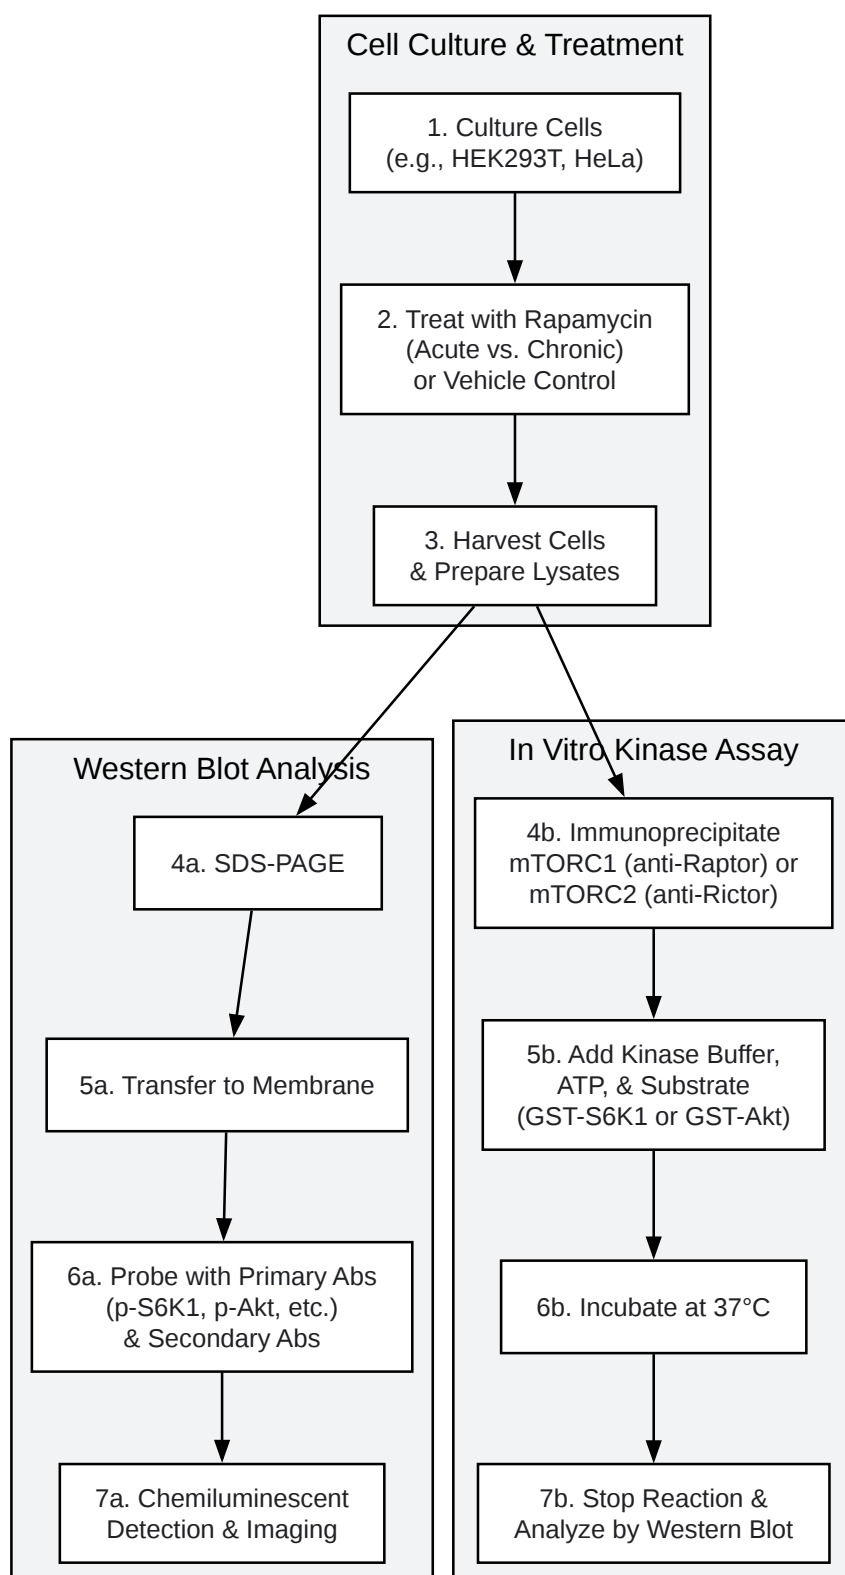 Cell Culture & Treatment
1. Culture Cells
(e.g., HEK293T, HeLa)
2. Treat with Rapamycin
(Acute vs. Chronic)
or Vehicle Control
3. Harvest Cells
& Prepare Lysates
Western Blot Analysis
4a. SDS-PAGE
5a. Transfer to Membrane
6a. Probe with Primary Abs
(p-S6K1, p-Akt, etc.)
& Secondary Abs
7a. Chemiluminescent
Detection & Imaging
In Vitro Kinase Assay
4b. Immunoprecipitate
mTORC1 (anti-Raptor) or
mTORC2 (anti-Rictor)
5b. Add Kinase Buffer,
ATP, & Substrate
(GST-S6K1 or GST-Akt)
6b. Incubate at 37°C
7b. Stop Reaction &
Analyze by Western Blot